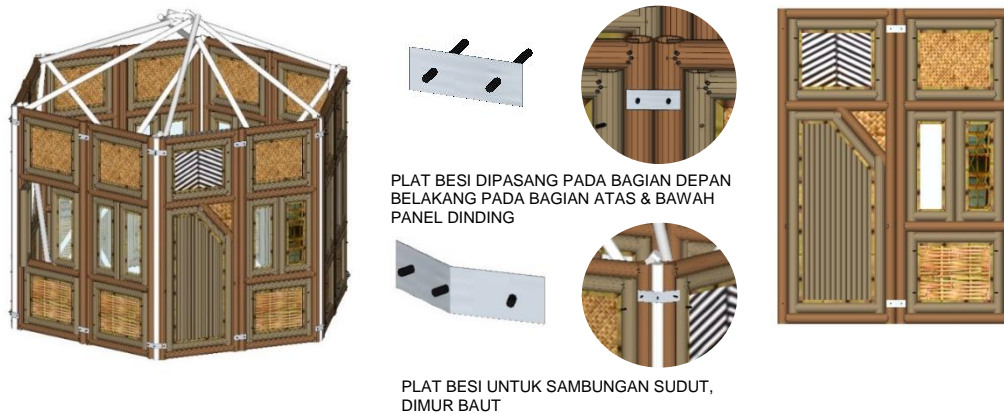 PLAT BESI DIPASANG PADA BAGIAN DEPAN
BELAKANG PADA BAGIAN ATAS & BAWAH
PANEL DINDING
PLAT BESI UNTUK SAMBUNGAN SUDUT,
DIMUR BAUT